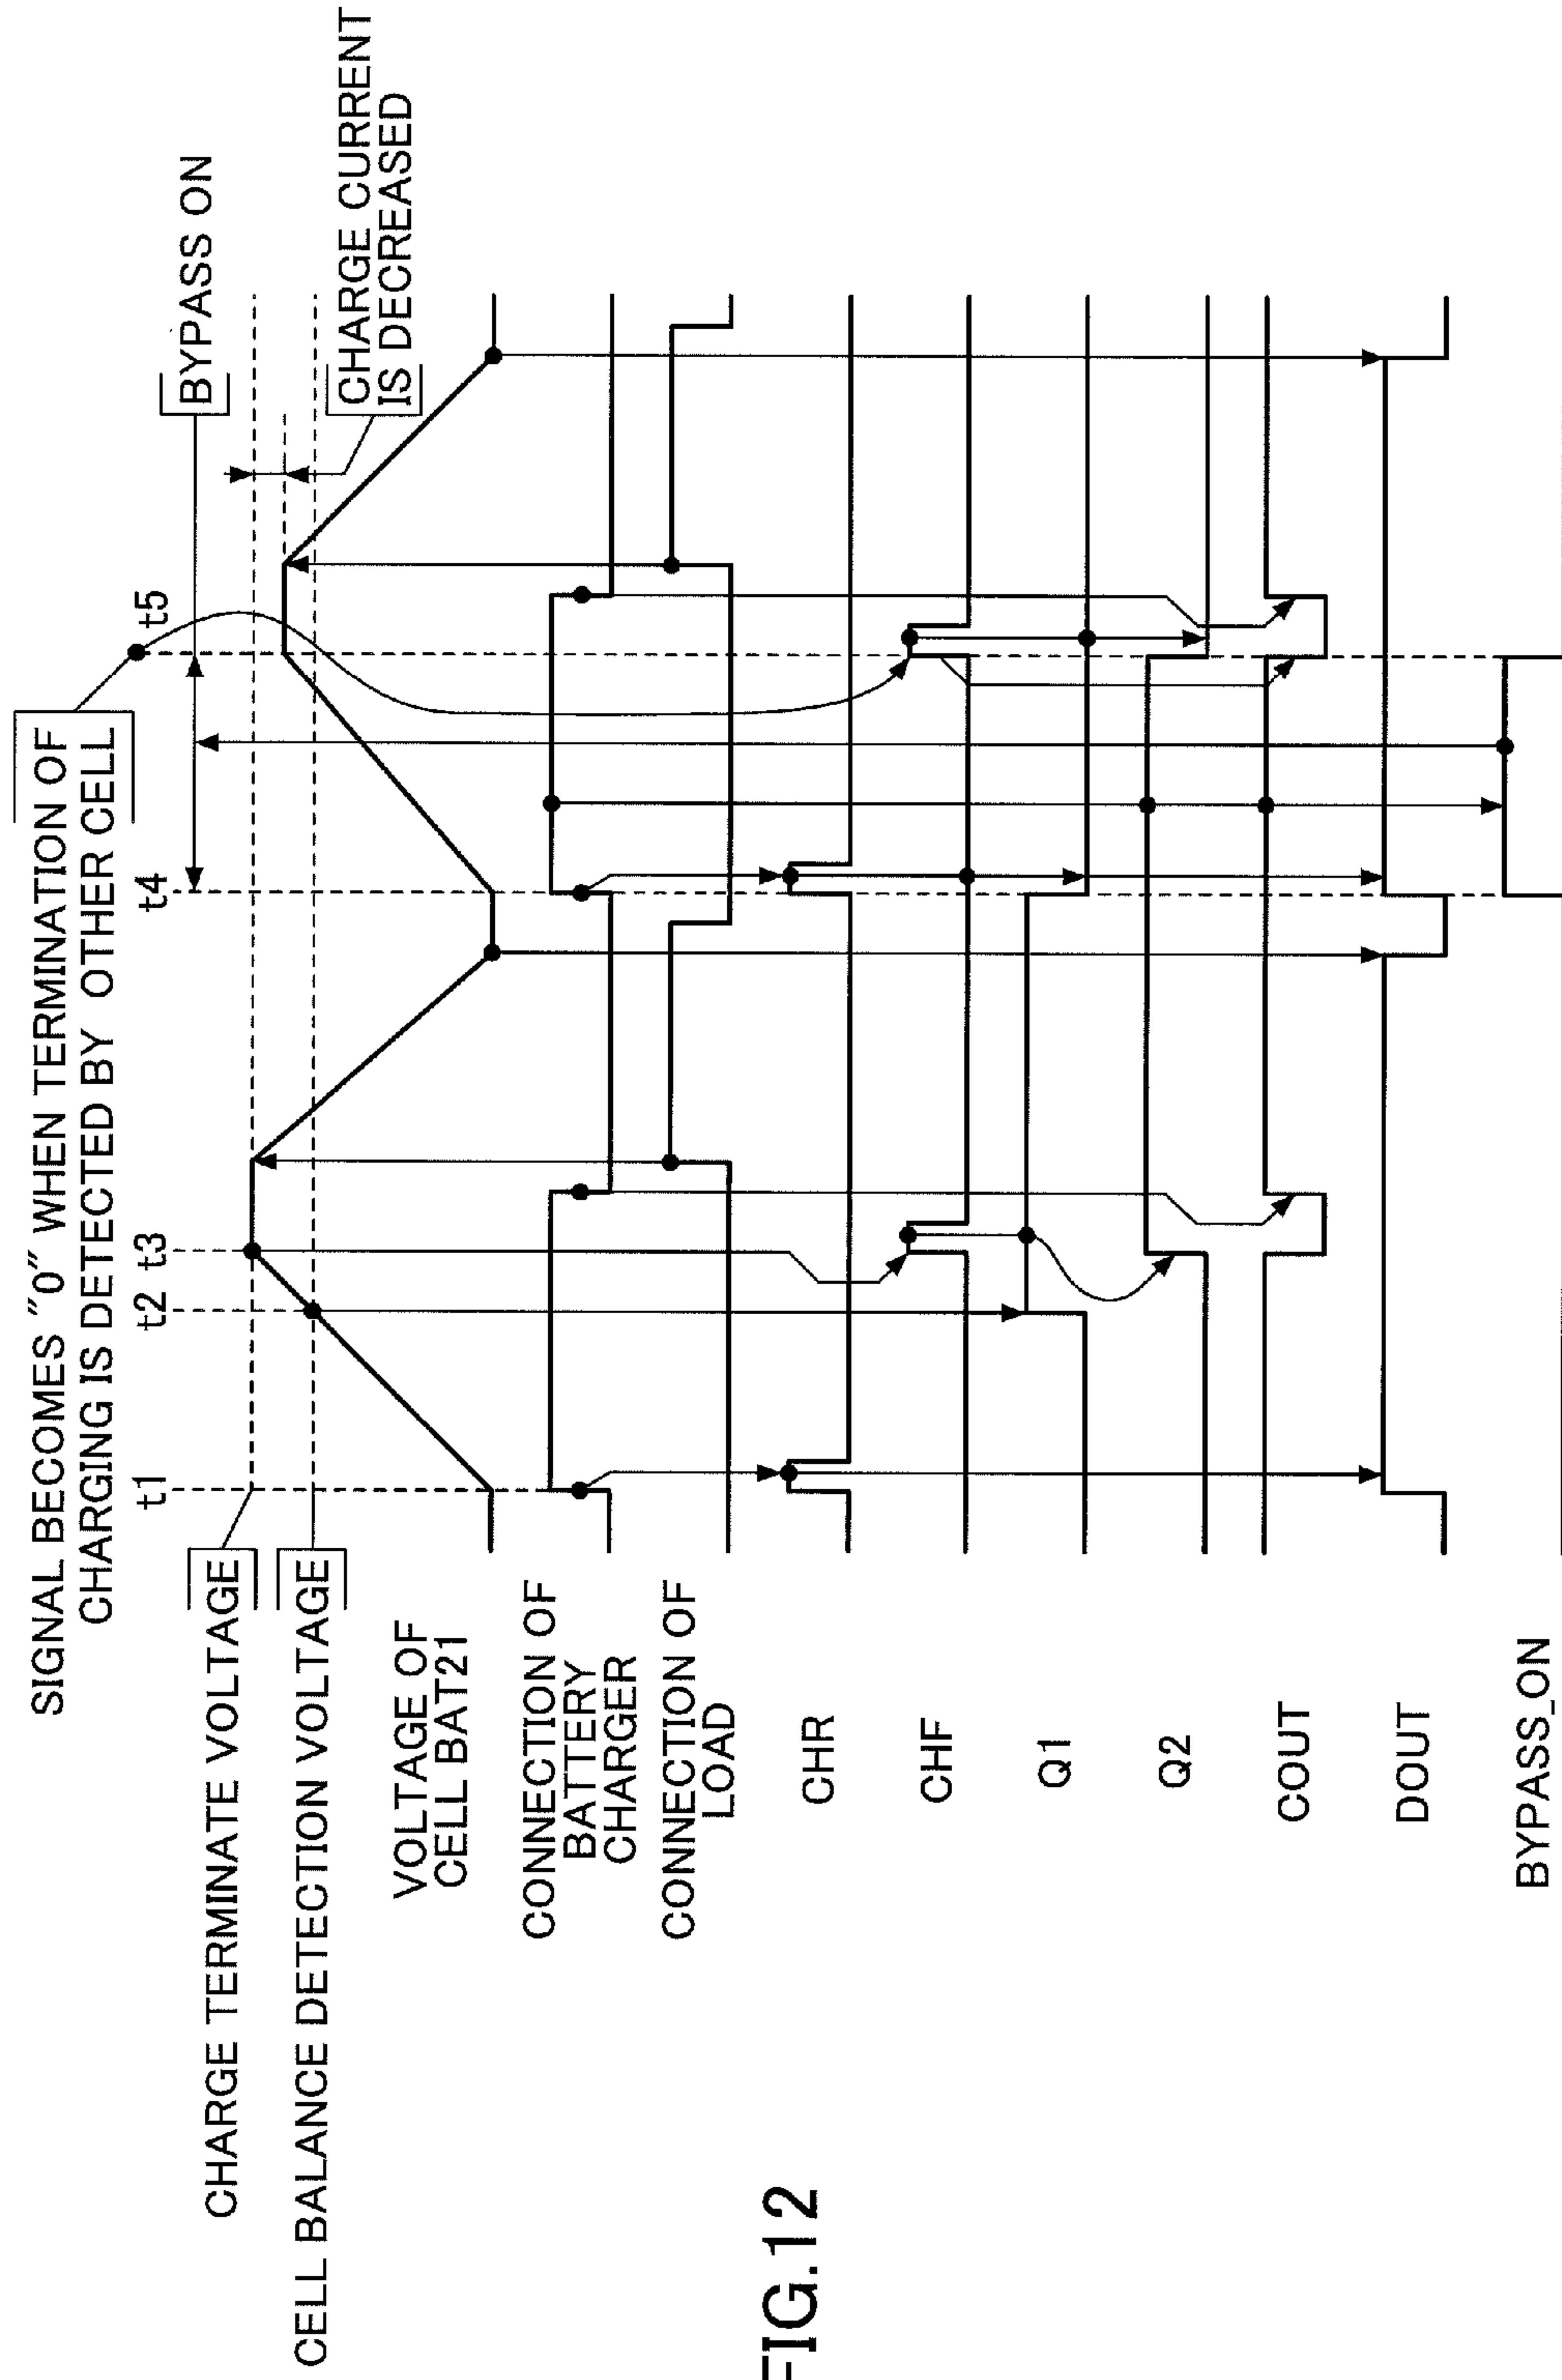 FIG.12
SIGNAL BECOMES "0" WHEN TERMINATION OF
CHARGING IS DETECTED BY OTHER CELL
t1
t2
t3
t4
t5
BYPASS ON
CHARGE TERMINATE VOLTAGE
CELL BALANCE DETECTION VOLTAGE
CHARGE CURRENT
IS DECREASED
VOLTAGE OF
CELL BAT21
CONNECTION OF
BATTERY
CHARGER
CONNECTION OF
LOAD
CHR
CHF
Q1
Q2
COUT
DOUT
BYPASS_ON